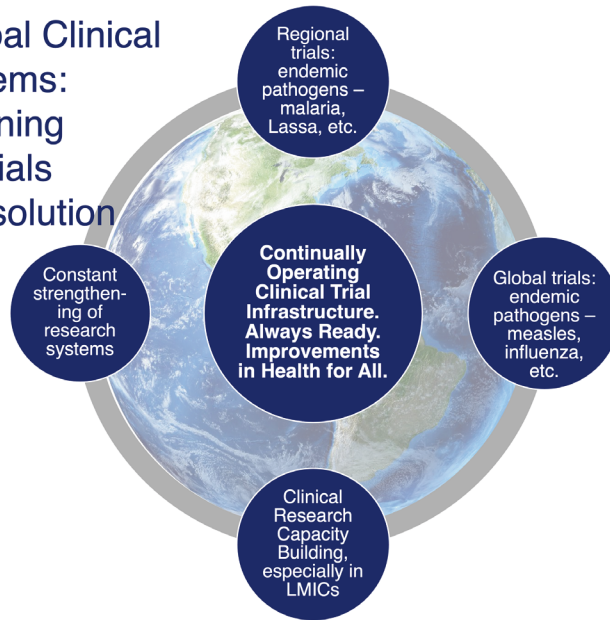 bal Clinical
ems:
ning
ials
solution
Regional
trials:
endemic
pathogens –
malaria,
Lassa, etc.
Constant
strengthen-
ing of
research
systems
Continually
Operating
Clinical Trial
Infrastructure.
Always Ready.
Improvements
in Health for All.
Global trials:
endemic
pathogens –
measles,
influenza,
etc.
Clinical
Research
Capacity
Building,
especially in
LMICs